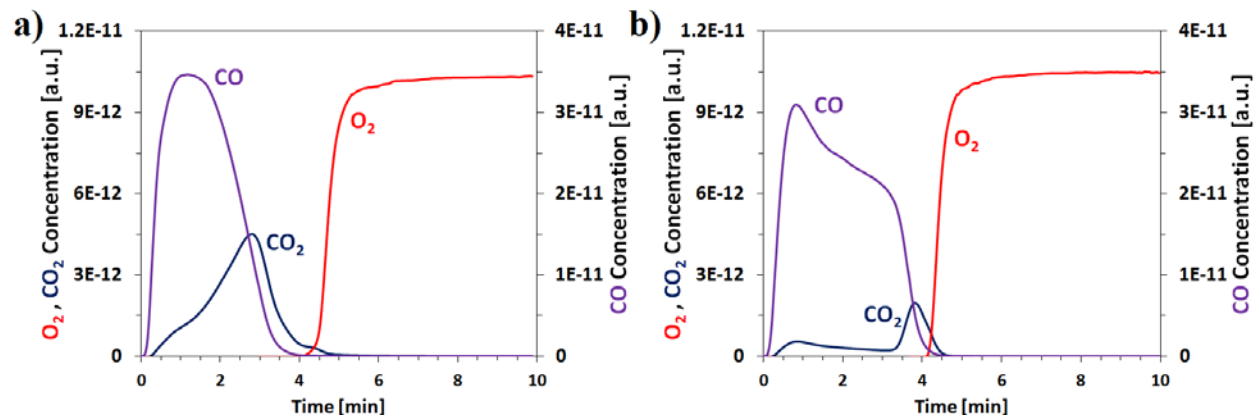 a)
O₂ , CO₂ Concentration [a.u.]
1.2E-11
9E-12
6E-12
3E-12
0
CO
O₂
CO₂
4E-11
3E-11
2E-11
1E-11
0
CO Concentration [a.u.]
0 2 4 6 8 10
Time [min]
b)
O₂ , CO₂ Concentration [a.u.]
1.2E-11
9E-12
6E-12
3E-12
0
CO
O₂
CO₂
4E-11
3E-11
2E-11
1E-11
0
CO Concentration [a.u.]
0 2 4 6 8 10
Time [min]